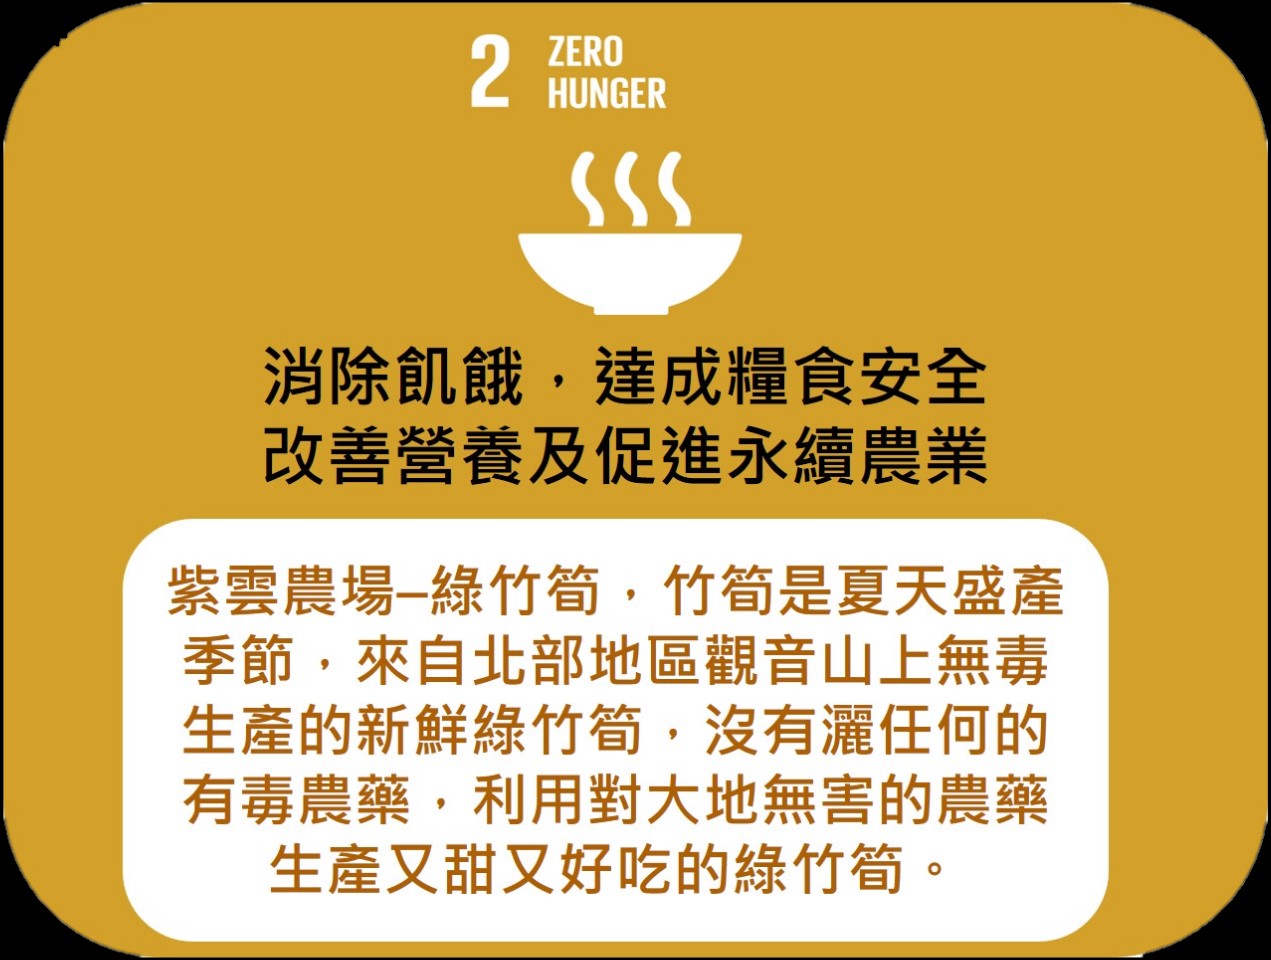 2 ZERO
HUNGER
消除飢餓，達成糧食安全
改善營養及促進永續農業
紫雲農場–綠竹筍，竹筍是夏天盛產
季節，來自北部地區觀音山上無毒
生產的新鮮綠竹筍，沒有灑任何的
有毒農藥，利用對大地無害的農藥
生產又甜又好吃的綠竹筍。